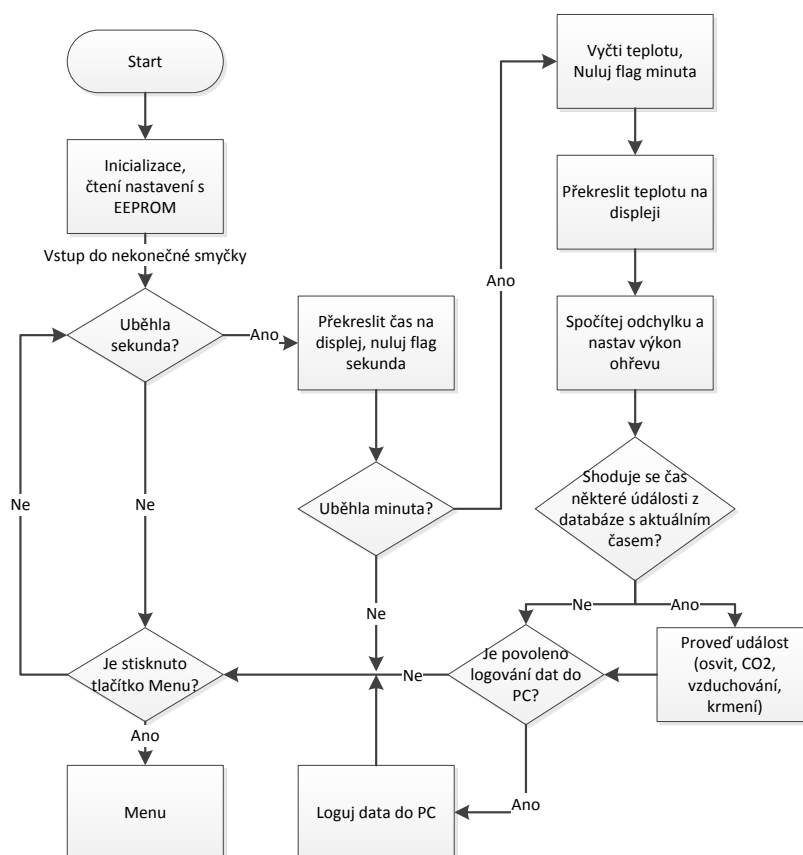 Start
Inicializace,
čtení nastavení s
EEPROM
Vstup do nekonečné smyčky
Uběhla
sekunda?
Ano
Překreslit čas na
displej, nuluj flag
sekunda
Uběhla minuta?
Ano
Vyčti teplotu,
Nuluj flag minuta
Překreslit teplotu na
displeji
Spočítej odchylku a
nastav výkon
ohřevu
Shoduje se čas
některé údálosti z
databáze s aktuálním
časem?
Ne
Ano
Proveď událost
(osvit, CO2,
vzduchování,
krmení)
Je povoleno
logování dat do
PC?
Ne
Ano
Loguj data do PC
Ne
Ne
Ne
Je stisknuto
tlačítko Menu?
Ano
Menu